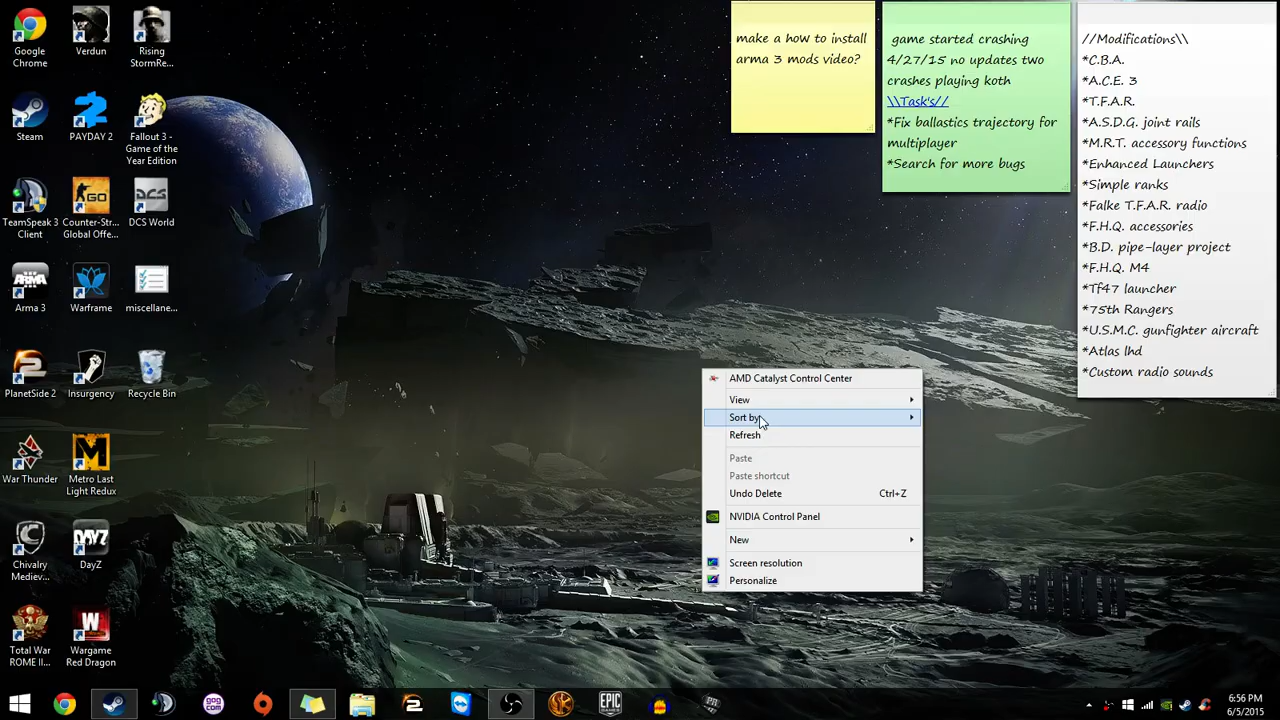 Google
Chrome
Verdun
Rising
StormRe...
Steam
PAYDAY 2
Fallout 3 -
Game of
the Year Edition
TeamSpeak 3
Client
Counter-Str...
Global Offe...
DCS World
Arma 3
Warframe
miscellane...
PlanetSide 2
Insurgency
Recycle Bin
War Thunder
Metro Last
Light Redux
Chivalry
Mediev...
DayZ
Total War
ROME II...
Wargame
Red Dragon
make a how to install
arma 3 mods video?
game started crashing
4/27/15 no updates two
crashes playing koth
\\Task's//
*Fix ballastics trajectory for
multiplayer
*Search for more bugs
//Modifications\\
*C.B.A.
*A.C.E. 3
*T.F.A.R.
*A.S.D.G. joint rails
*M.R.T. accessory functions
*Enhanced Launchers
*Simple ranks
*Falke T.F.A.R. radio
*F.H.Q. accessories
*B.D. pipe-layer project
*F.H.Q. M4
*Tf47 launcher
*75th Rangers
*U.S.M.C. gunfighter aircraft
*Atlas lhd
*Custom radio sounds
AMD Catalyst Control Center
View
Sort by
Refresh
Paste
Paste shortcut
Undo Delete Ctrl+Z
NVIDIA Control Panel
New
Screen resolution
Personalize
6:56 PM
6/5/2015